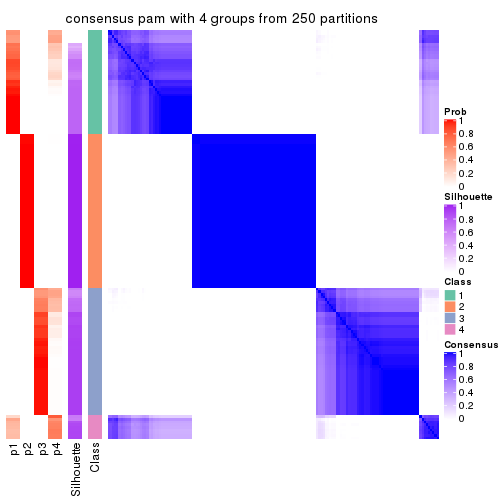 consensus pam with 4 groups from 250 partitions
Prob
1
0.8
0.6
0.4
0.2
0
Silhouette
1
0.8
0.6
0.4
0.2
0
Class
1
2
3
4
Consensus
1
0.8
0.6
0.4
0.2
0
p1
p2
p3
p4
Silhouette
Class